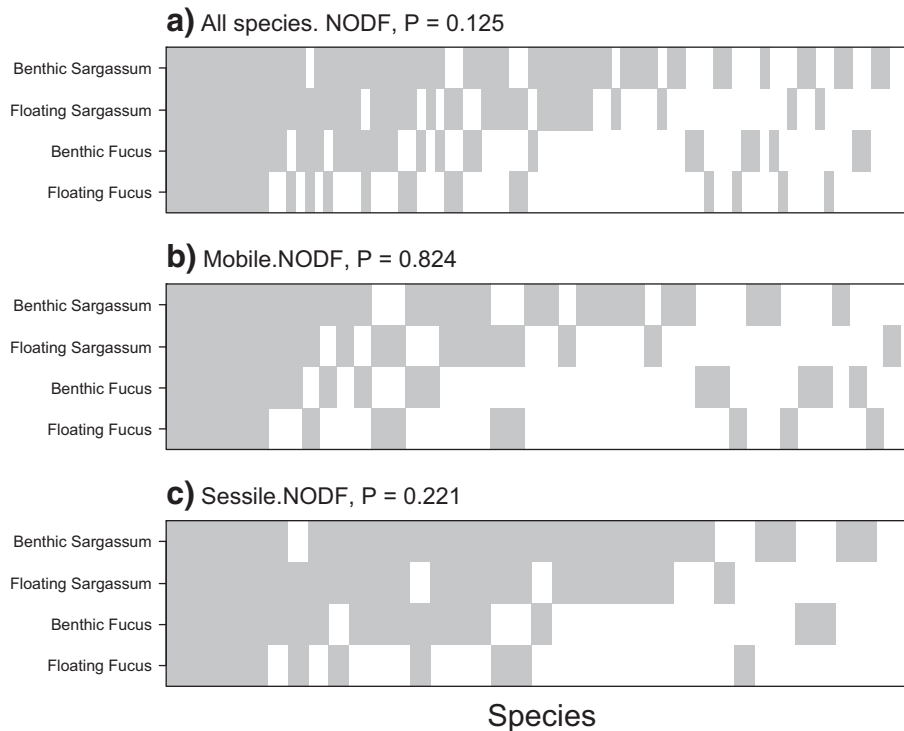 a) All species. NODF, P = 0.125
Benthic Sargassum
Floating Sargassum
Benthic Fucus
Floating Fucus
b) Mobile.NODF, P = 0.824
Benthic Sargassum
Floating Sargassum
Benthic Fucus
Floating Fucus
c) Sessile.NODF, P = 0.221
Benthic Sargassum
Floating Sargassum
Benthic Fucus
Floating Fucus
Species